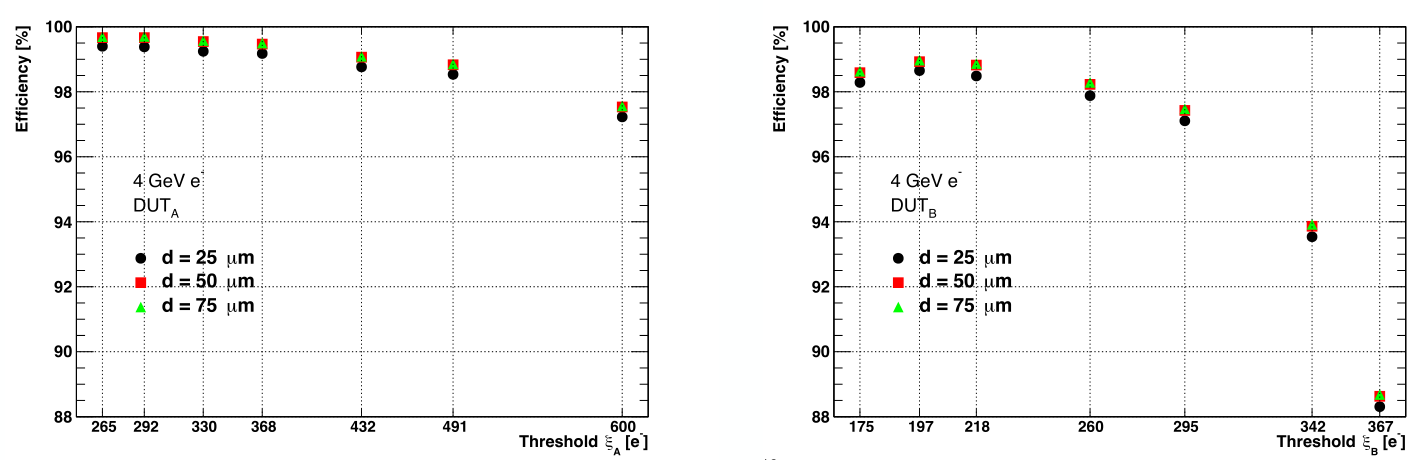 Efficiency [%]
100
98
96
94
92
90
88
4 GeV e-
DUT_A
d = 25 μm
d = 50 μm
d = 75 μm
265 292 330 368 432 491 600
Threshold ξ_A [e-]
Efficiency [%]
100
98
96
94
92
90
88
4 GeV e-
DUT_B
d = 25 μm
d = 50 μm
d = 75 μm
175 197 218 260 295 342 367
Threshold ξ_B [e-]